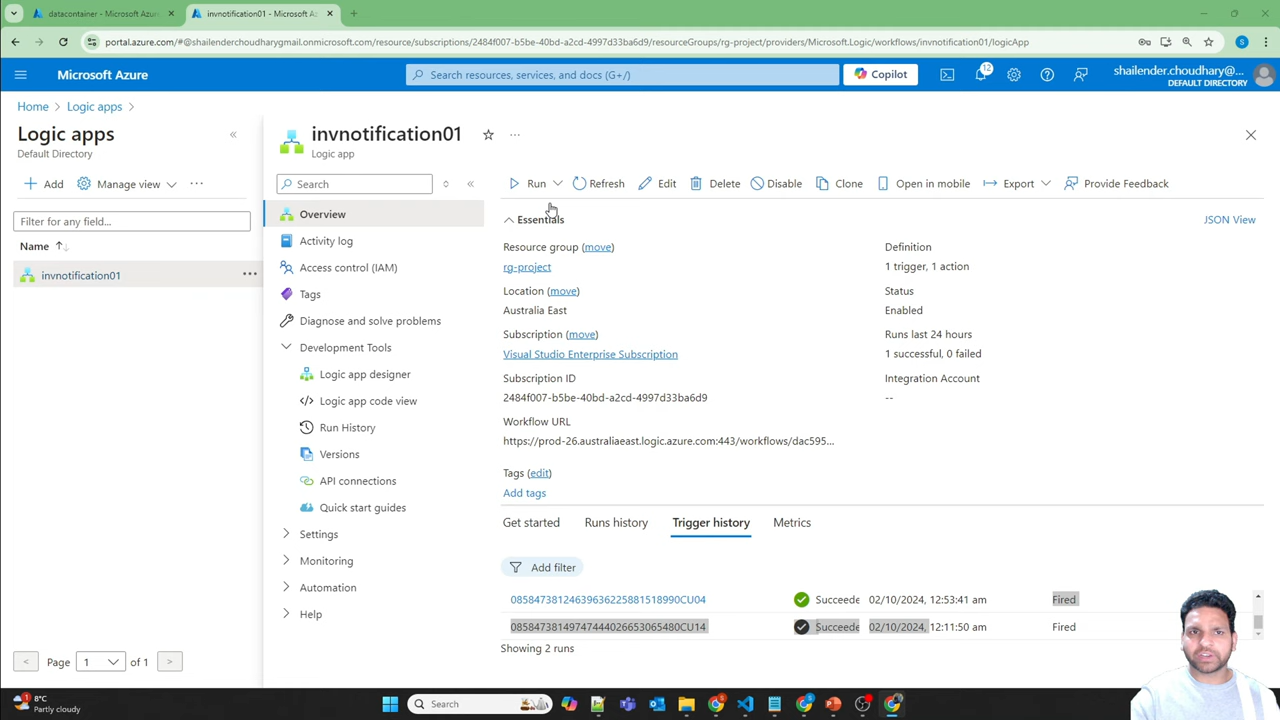 datacontainer - Microsoft Azure
invnotification01 - Microsoft Az
portal.azure.com/#@shailenderchoudharygmail.onmicrosoft.com/resource/subscriptions/2484f007-b5be-40bd-a2cd-4997d33ba6d9/resourceGroups/rg-project/providers/Microsoft.Logic/workflows/invnotification01/logicApp
S
Microsoft Azure
Search resources, services, and docs (G+/)
Copilot
12
shailender.choudhary@...
DEFAULT DIRECTORY
Home > Logic apps >
Logic apps
Default Directory
Add
Manage view
...
Filter for any field...
Name
invnotification01
...
Page 1 of 1
invnotification01
...
Logic app
Search
Overview
Activity log
Access control (IAM)
Tags
Diagnose and solve problems
Development Tools
Logic app designer
Logic app code view
Run History
Versions
API connections
Quick start guides
Settings
Monitoring
Automation
Help
Run
Refresh
Edit
Delete
Disable
Clone
Open in mobile
Export
Provide Feedback
Essentials
JSON View
Resource group (move)
rg-project
Location (move)
Australia East
Subscription (move)
Visual Studio Enterprise Subscription
Subscription ID
2484f007-b5be-40bd-a2cd-4997d33ba6d9
Workflow URL
https://prod-26.australiaeast.logic.azure.com:443/workflows/dac595...
Definition
1 trigger, 1 action
Status
Enabled
Runs last 24 hours
1 successful, 0 failed
Integration Account
--
Tags (edit)
Add tags
Get started
Runs history
Trigger history
Metrics
Add filter
08584738124639636225881518990CU04 Succeede 02/10/2024, 12:53:41 am Fired
08584738149747444026653065480CU14 Succeede 02/10/2024, 12:11:50 am Fired
Showing 2 runs
1
8°C
Partly cloudy
Search